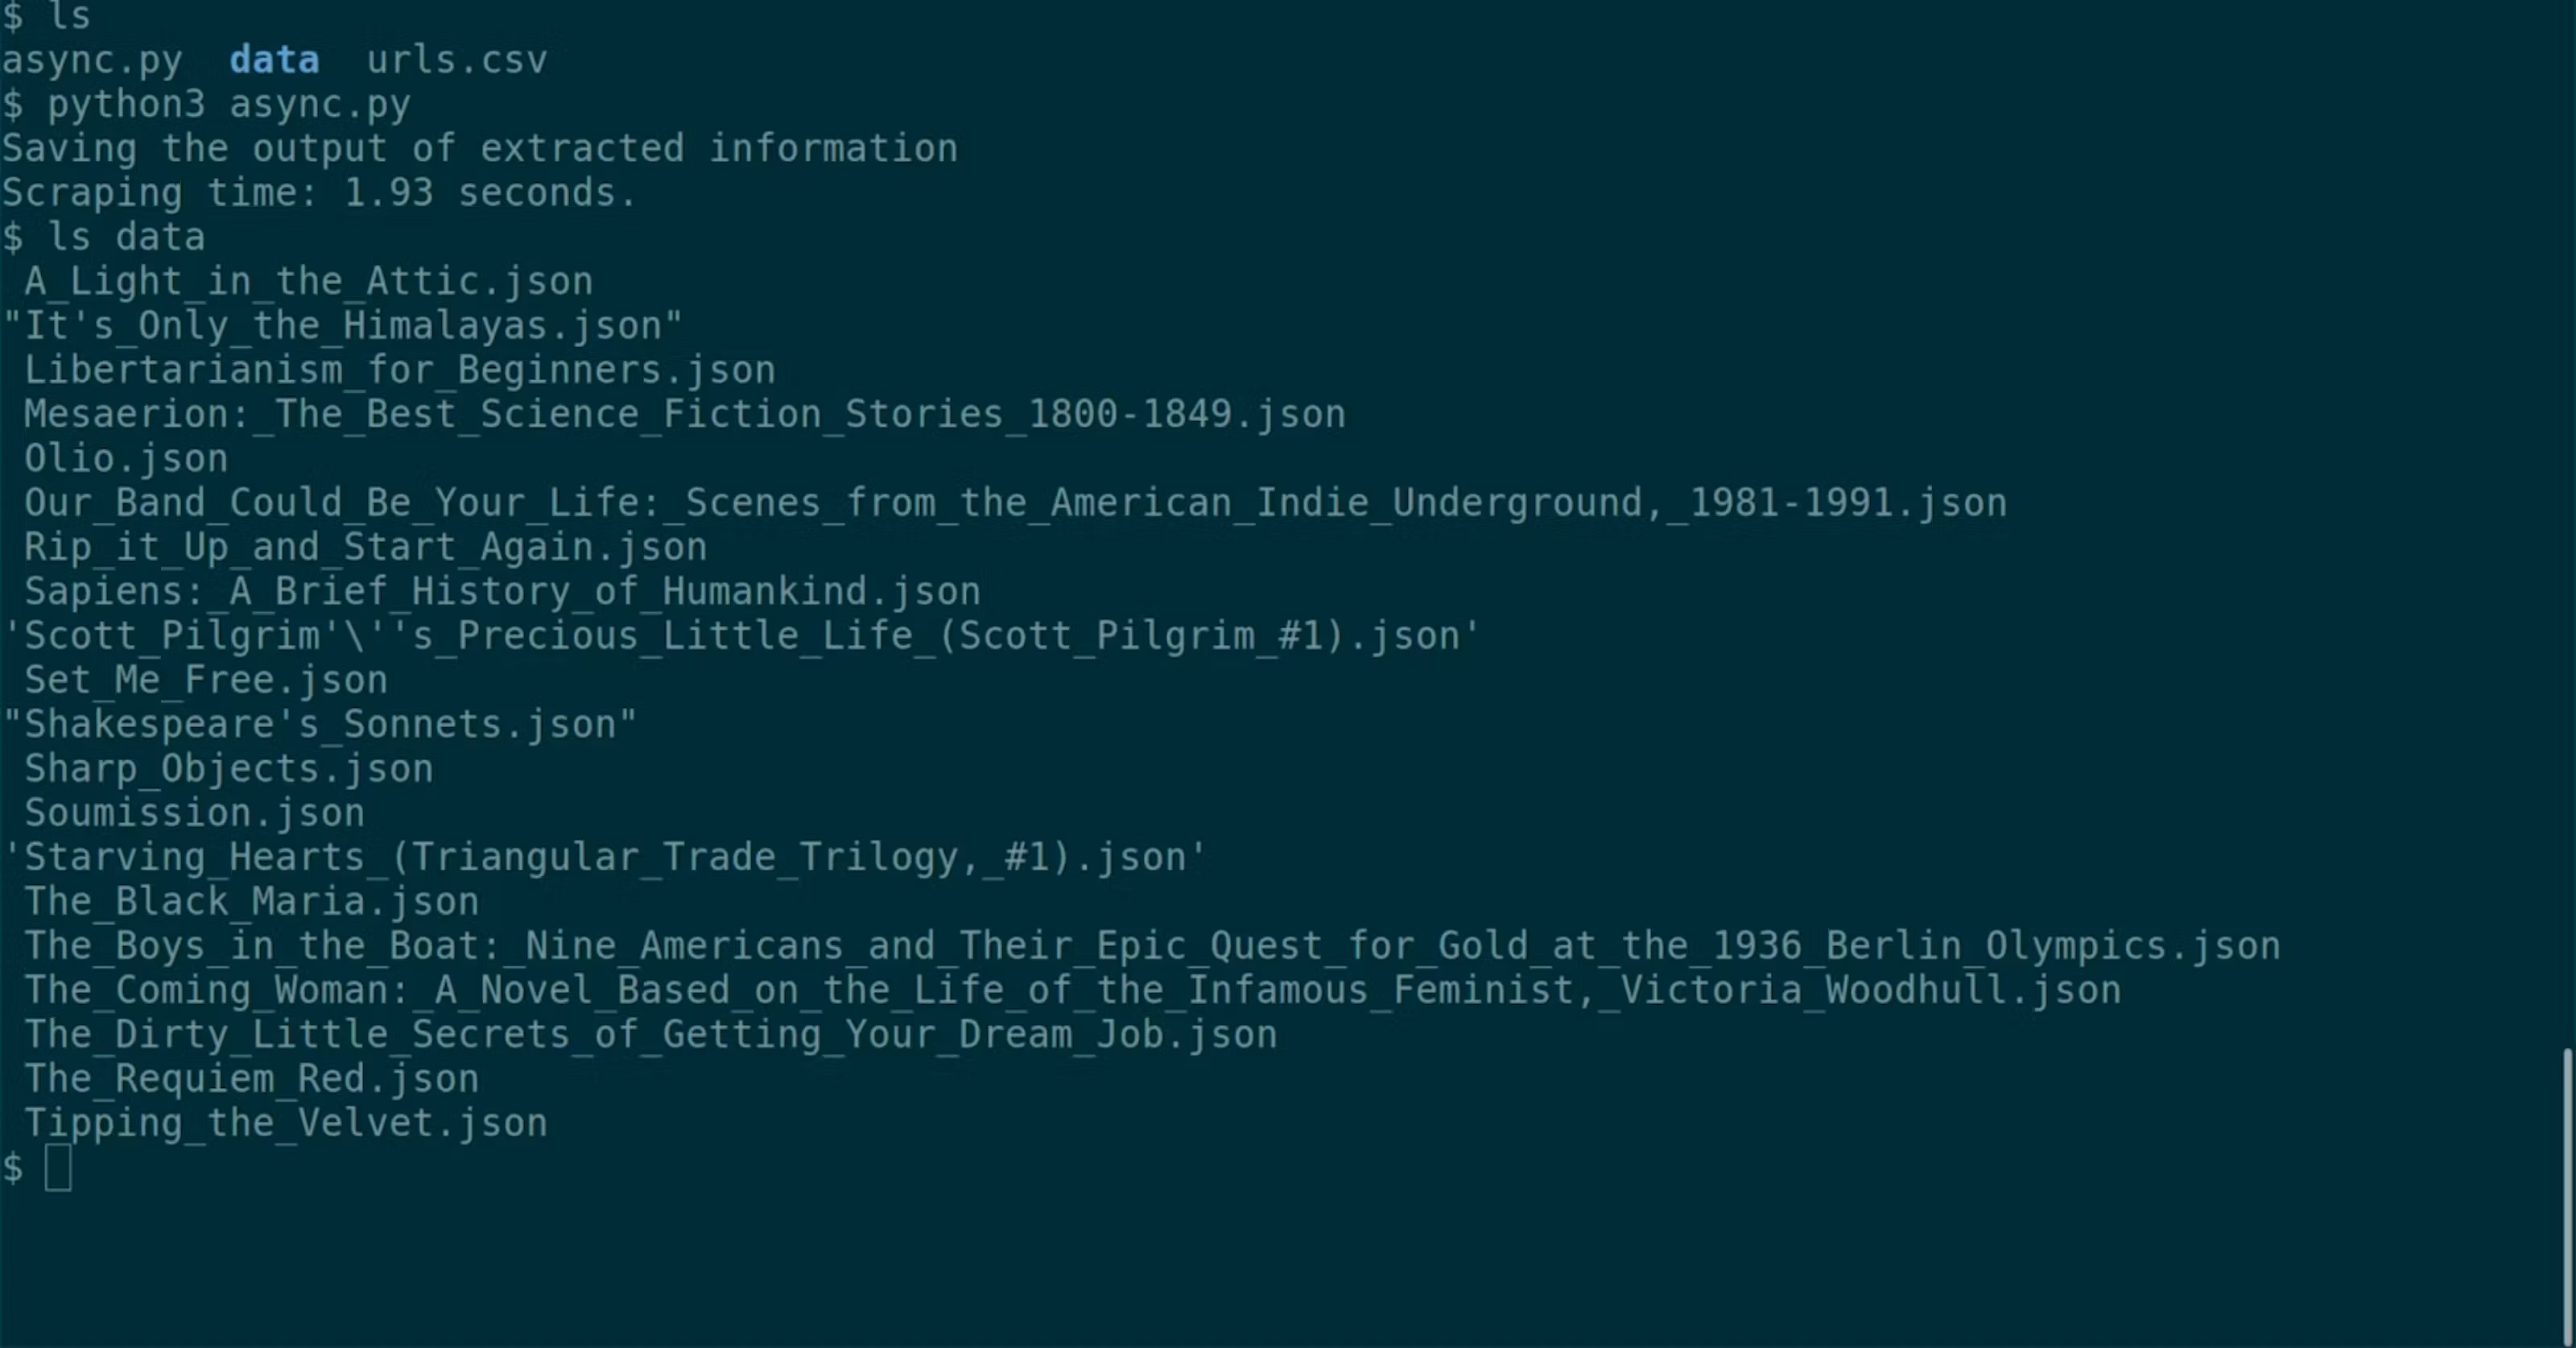 $ ls
async.py  data  urls.csv
$ python3 async.py
Saving the output of extracted information
Scraping time: 1.93 seconds.
$ ls data
 A_Light_in_the_Attic.json
"It's_Only_the_Himalayas.json"
 Libertarianism_for_Beginners.json
 Mesaerion:_The_Best_Science_Fiction_Stories_1800-1849.json
 Olio.json
 Our_Band_Could_Be_Your_Life:_Scenes_from_the_American_Indie_Underground,_1981-1991.json
 Rip_it_Up_and_Start_Again.json
 Sapiens:_A_Brief_History_of_Humankind.json
'Scott_Pilgrim'\''s_Precious_Little_Life_(Scott_Pilgrim_#1).json'
 Set_Me_Free.json
"Shakespeare's_Sonnets.json"
 Sharp_Objects.json
 Soumission.json
'Starving_Hearts_(Triangular_Trade_Trilogy,_#1).json'
 The_Black_Maria.json
 The_Boys_in_the_Boat:_Nine_Americans_and_Their_Epic_Quest_for_Gold_at_the_1936_Berlin_Olympics.json
 The_Coming_Woman:_A_Novel_Based_on_the_Life_of_the_Infamous_Feminist,_Victoria_Woodhull.json
 The_Dirty_Little_Secrets_of_Getting_Your_Dream_Job.json
 The_Requiem_Red.json
 Tipping_the_Velvet.json
$